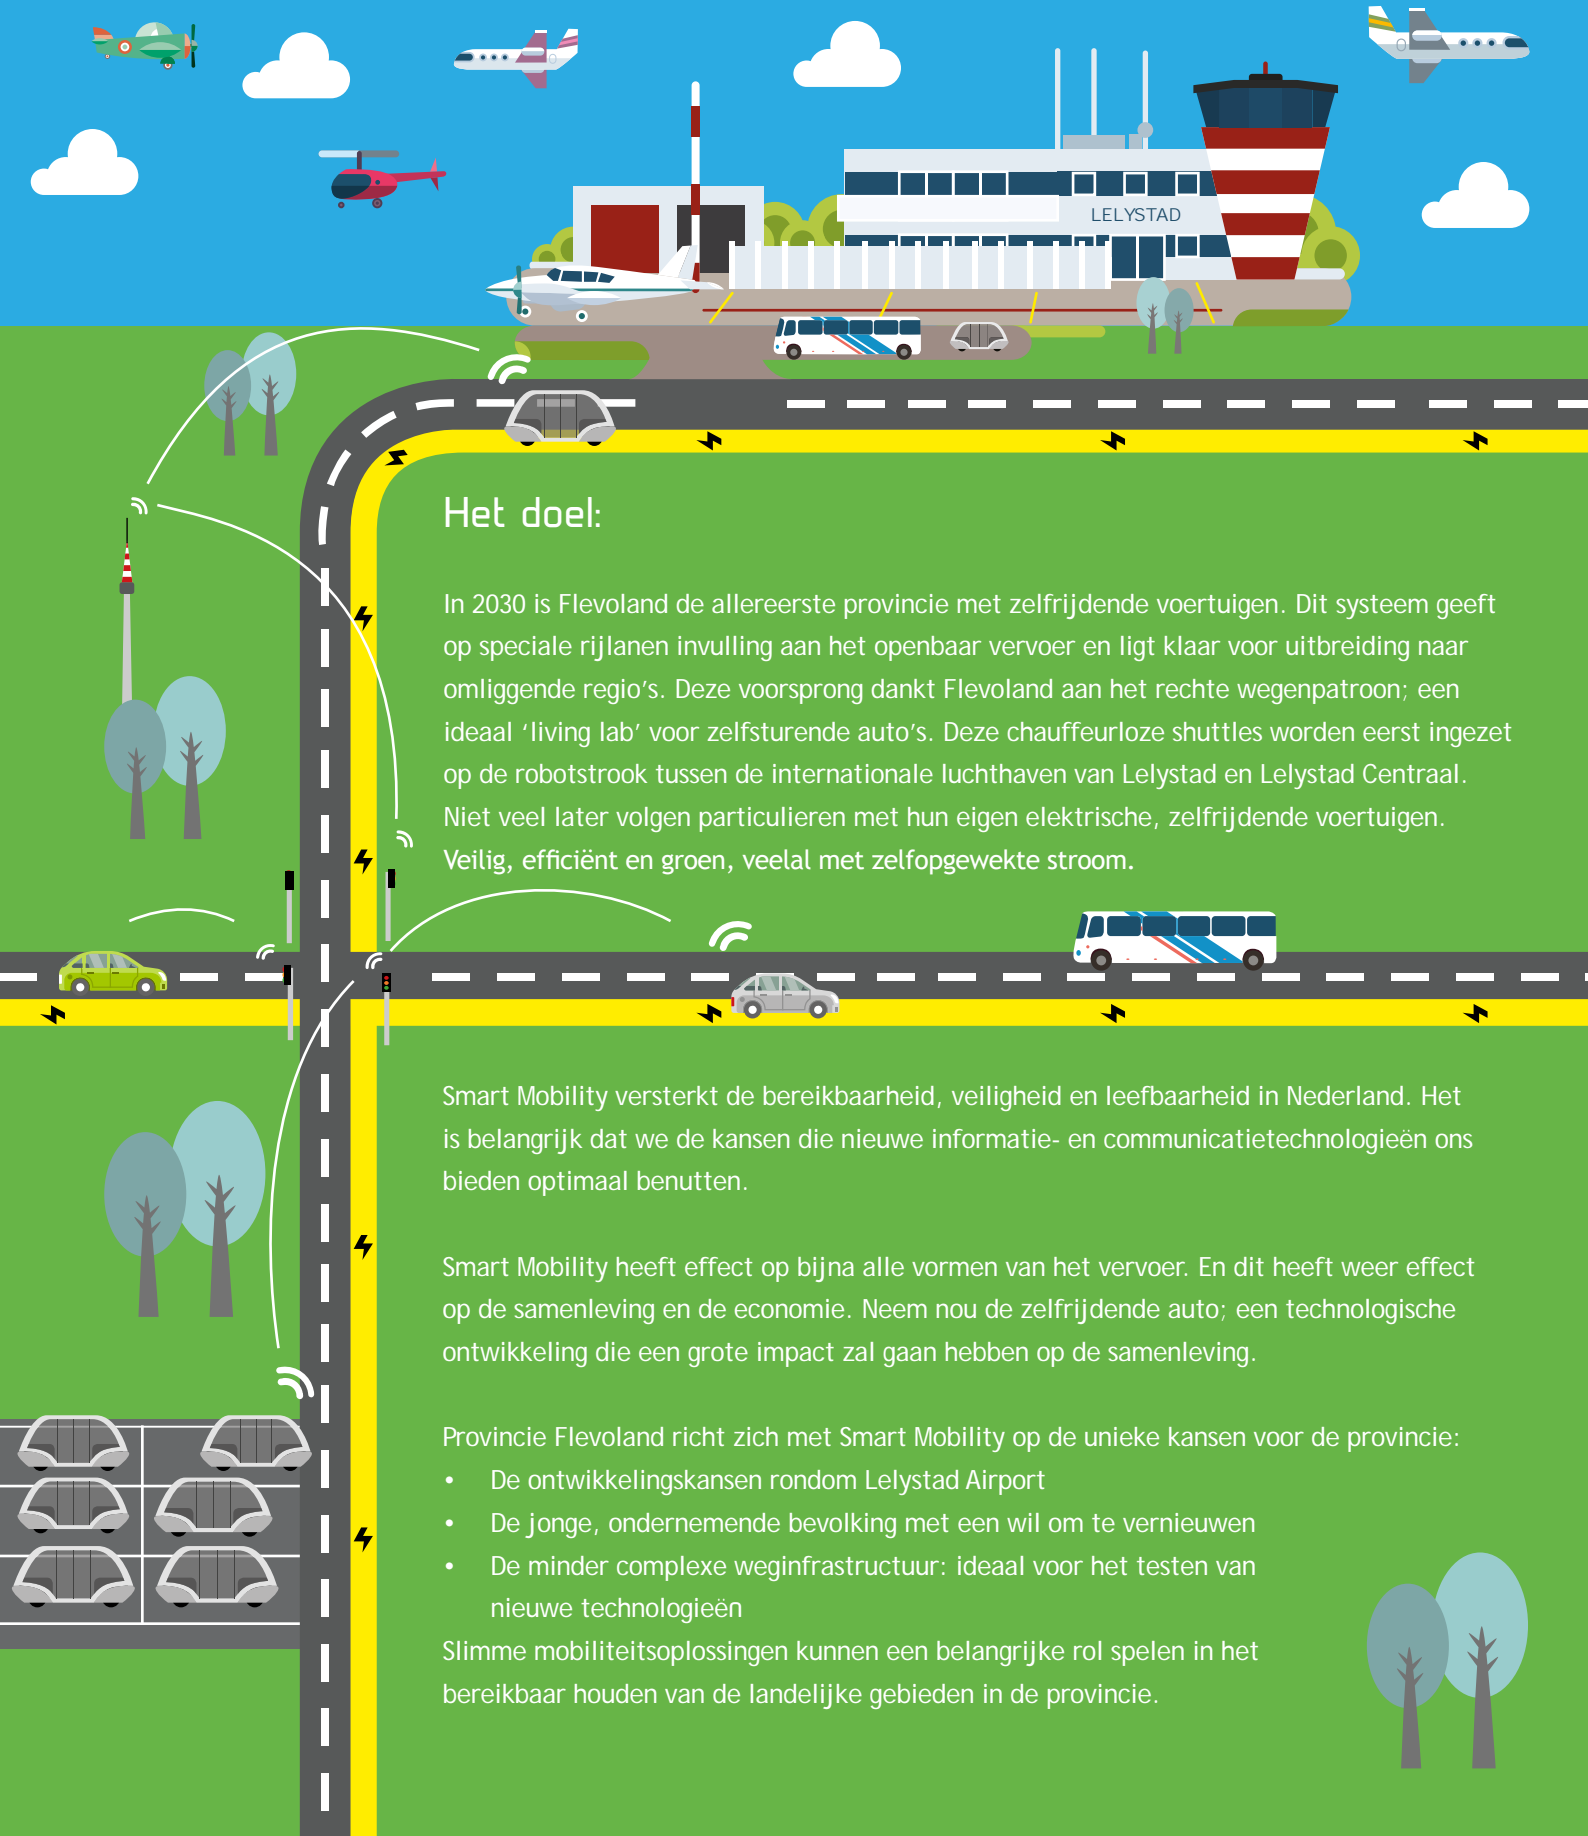 LELYSTAD
Het doel:
In 2030 is Flevoland de allereerste provincie met zelfrijdende voertuigen. Dit systeem geeft
op speciale rijlanen invulling aan het openbaar vervoer en ligt klaar voor uitbreiding naar
omliggende regio’s. Deze voorsprong dankt Flevoland aan het rechte wegenpatroon; een
ideaal ‘living lab’ voor zelfsturende auto’s. Deze chauffeurloze shuttles worden eerst ingezet
op de robotstrook tussen de internationale luchthaven van Lelystad en Lelystad Centraal.
Niet veel later volgen particulieren met hun eigen elektrische, zelfrijdende voertuigen.
Veilig, efficiënt en groen, veelal met zelfopgewekte stroom.
Smart Mobility versterkt de bereikbaarheid, veiligheid en leefbaarheid in Nederland. Het
is belangrijk dat we de kansen die nieuwe informatie- en communicatietechnologieën ons
bieden optimaal benutten.
Smart Mobility heeft effect op bijna alle vormen van het vervoer. En dit heeft weer effect
op de samenleving en de economie. Neem nou de zelfrijdende auto; een technologische
ontwikkeling die een grote impact zal gaan hebben op de samenleving.
Provincie Flevoland richt zich met Smart Mobility op de unieke kansen voor de provincie:
• De ontwikkelingskansen rondom Lelystad Airport
• De jonge, ondernemende bevolking met een wil om te vernieuwen
• De minder complexe weginfrastructuur: ideaal voor het testen van
nieuwe technologieën
Slimme mobiliteitsoplossingen kunnen een belangrijke rol spelen in het
bereikbaar houden van de landelijke gebieden in de provincie.